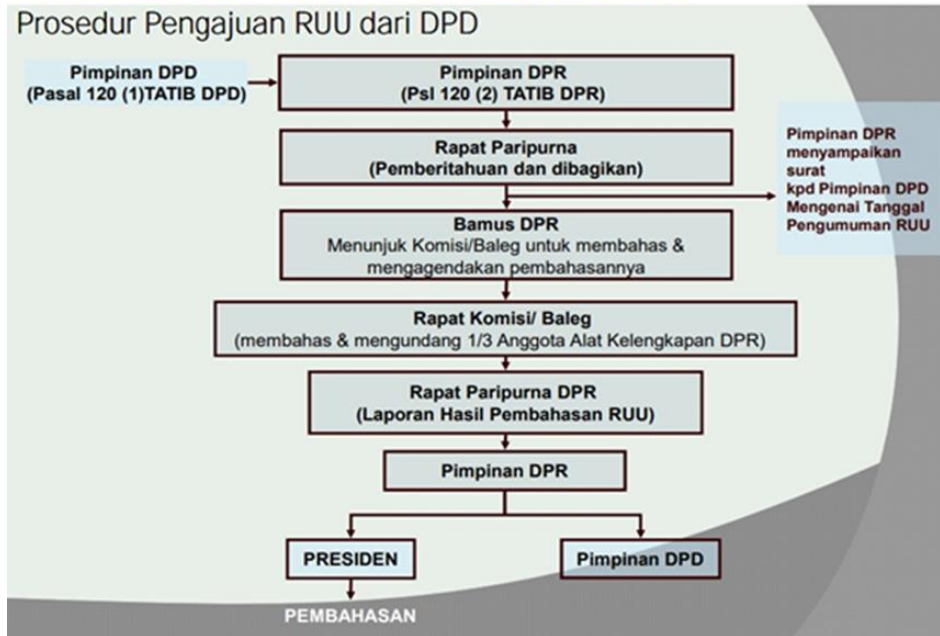 Prosedur Pengajuan RUU dari DPD
Pimpinan DPD
(Pasal 120 (1)TATIB DPD)
Pimpinan DPR
(Psl 120 (2) TATIB DPR)
Rapat Paripurna
(Pemberitahuan dan dibagikan)
Pimpinan DPR
menyampaikan
surat
kpd Pimpinan DPD
Mengenai Tanggal
Pengumuman RUU
Bamus DPR
Menunjuk Komisi/Baleg untuk membahas &
mengagendakan pembahasannya
Rapat Komisi/ Baleg
(membahas & mengundang 1/3 Anggota Alat Kelengkapan DPR)
Rapat Paripurna DPR
(Laporan Hasil Pembahasan RUU)
Pimpinan DPR
PRESIDEN
Pimpinan DPD
PEMBAHASAN